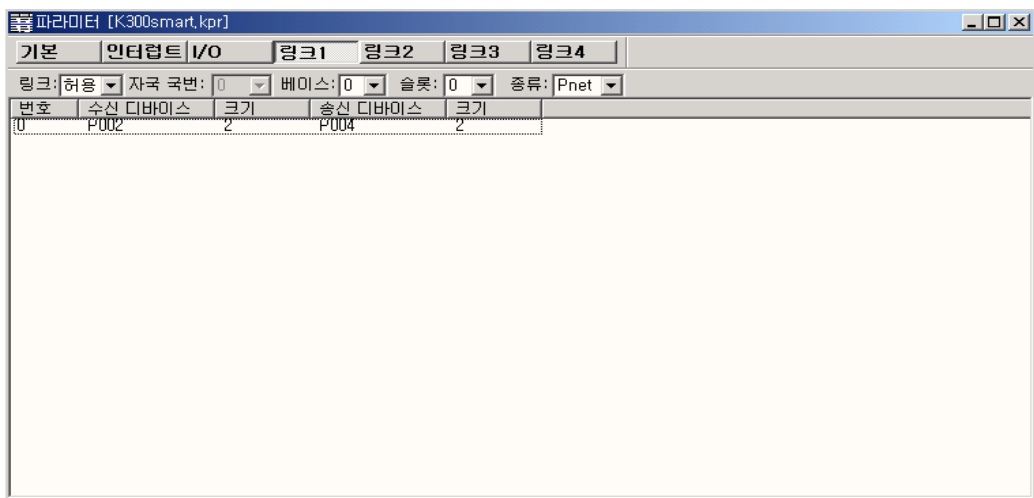 파라미터 [K300smart,kpr]
기본 인터럽트 I/O 링크1 링크2 링크3 링크4
링크: 허용 자국 국번: 0 베이스: 0 슬롯: 0 종류: Pnet
번호 수신 디바이스 크기 송신 디바이스 크기
0 P002 2 P004 2